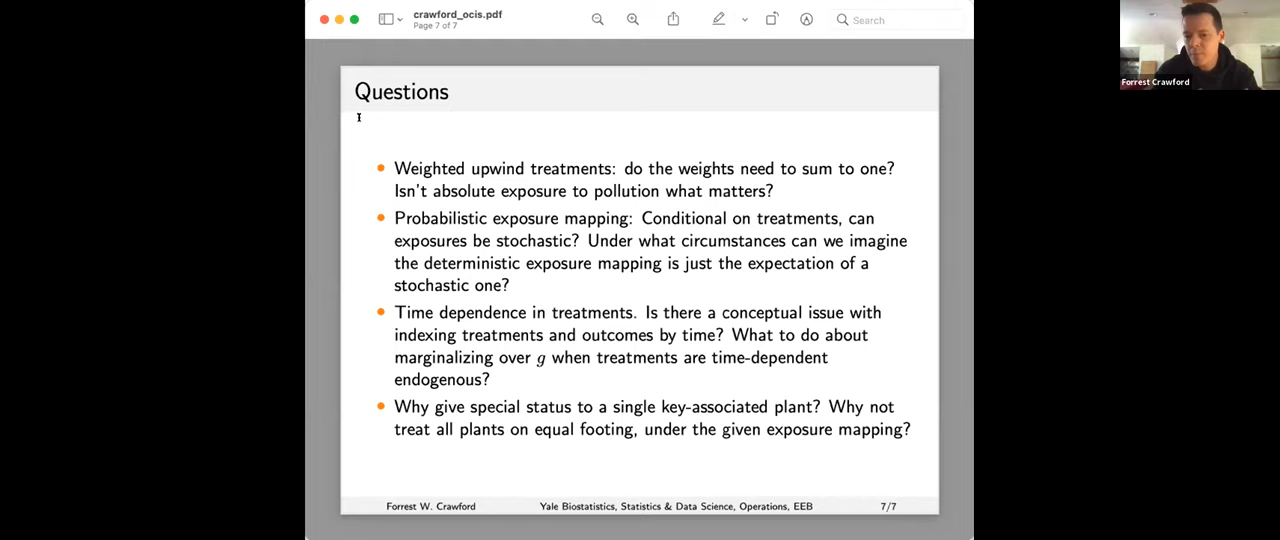 crawford_ocis.pdf
Page 7 of 7
Search
Forrest Crawford
Questions
Weighted upwind treatments: do the weights need to sum to one?
Isn't absolute exposure to pollution what matters?
Probabilistic exposure mapping: Conditional on treatments, can
exposures be stochastic? Under what circumstances can we imagine
the deterministic exposure mapping is just the expectation of a
stochastic one?
Time dependence in treatments. Is there a conceptual issue with
indexing treatments and outcomes by time? What to do about
marginalizing over g when treatments are time-dependent
endogenous?
Why give special status to a single key-associated plant? Why not
treat all plants on equal footing, under the given exposure mapping?
Forrest W. Crawford
Yale Biostatistics, Statistics & Data Science, Operations, EEB
7/7